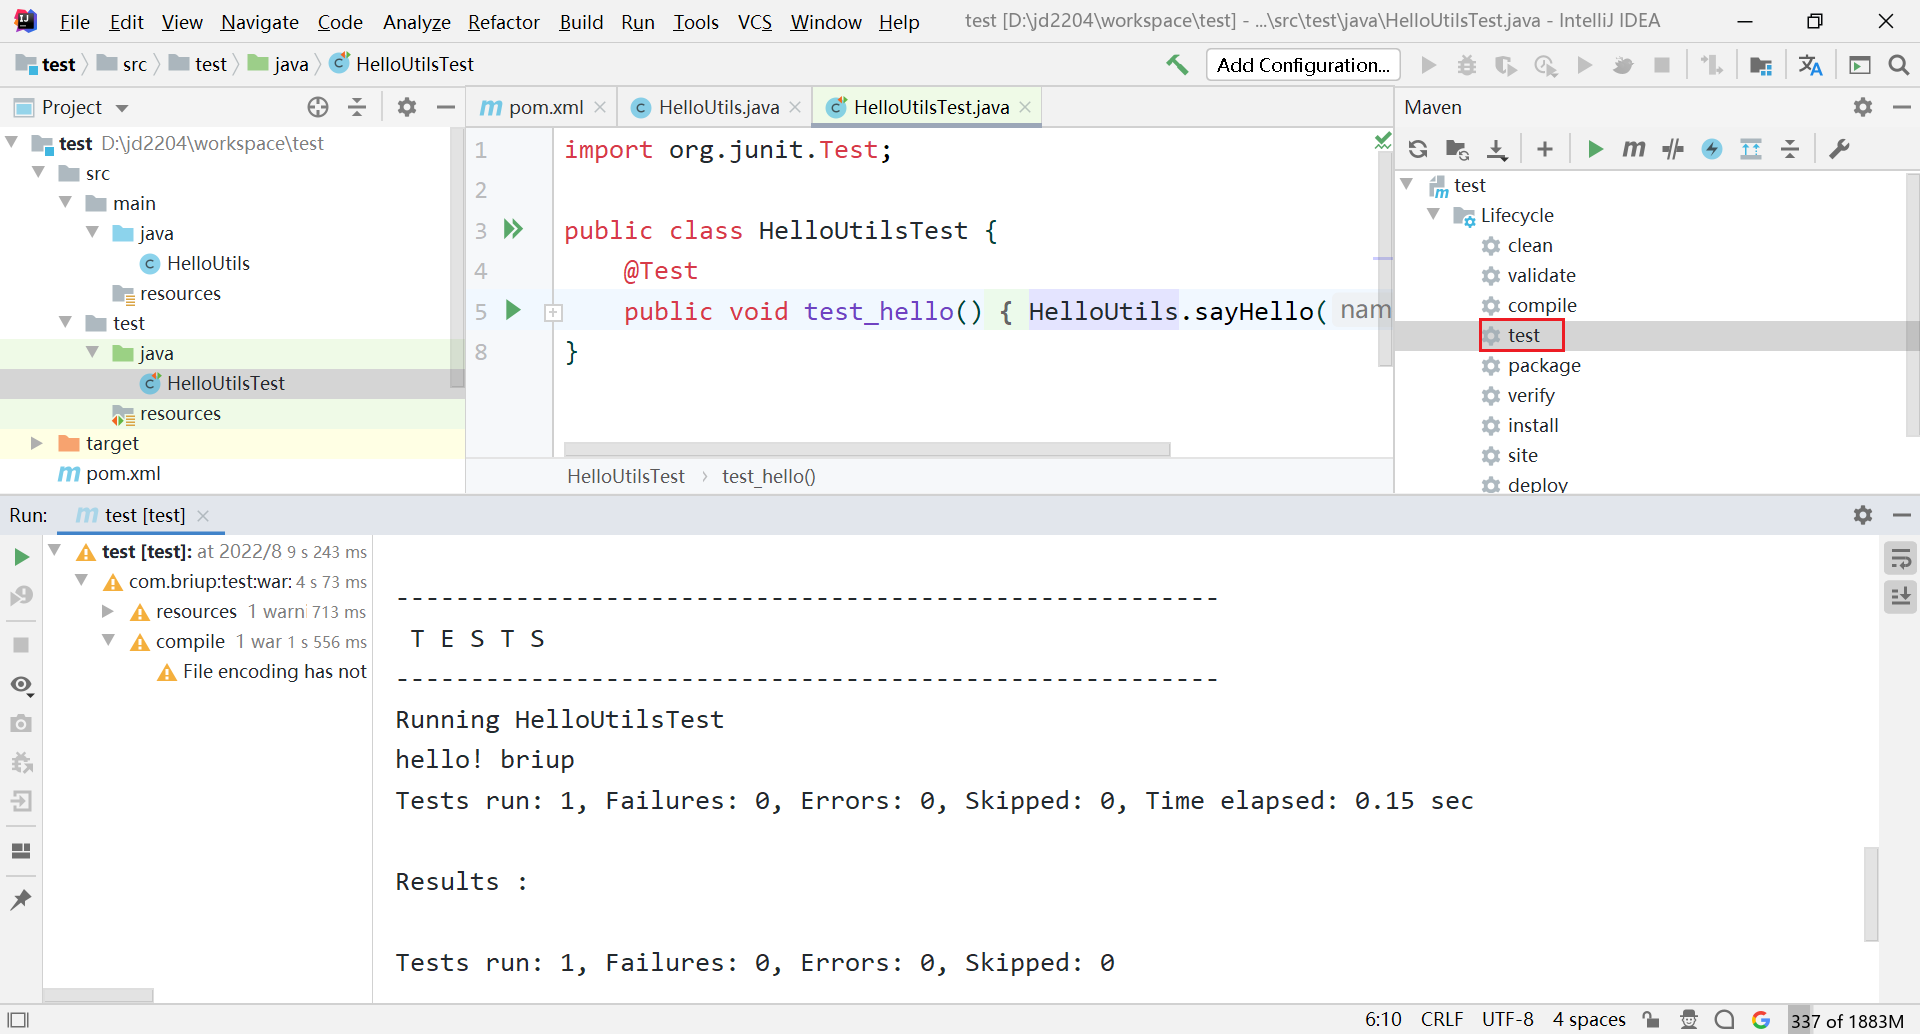 File Edit View Navigate Code Analyze Refactor Build Run Tools VCS Window Help test [D:\jd2204\workspace\test] - ...\src\test\java\HelloUtilsTest.java - IntelliJ IDEA
test src test java HelloUtilsTest Add Configuration...
Project
pom.xml HelloUtils.java HelloUtilsTest.java
Maven
test D:\jd2204\workspace\test
src
main
java
HelloUtils
resources
test
java
HelloUtilsTest
resources
target
pom.xml
1 import org.junit.Test;
2
3 public class HelloUtilsTest {
4 @Test
5 public void test_hello() { HelloUtils.sayHello( nam
8 }
HelloUtilsTest › test_hello()
test
Lifecycle
clean
validate
compile
test
package
verify
install
site
deploy
Run: test [test]
test [test]: at 2022/8 9 s 243 ms
com.briup:test:war: 4 s 73 ms
resources 1 warni 713 ms
compile 1 war 1 s 556 ms
File encoding has not
-------------------------------------------------------
T E S T S
-------------------------------------------------------
Running HelloUtilsTest
hello! briup
Tests run: 1, Failures: 0, Errors: 0, Skipped: 0, Time elapsed: 0.15 sec
Results :
Tests run: 1, Failures: 0, Errors: 0, Skipped: 0
6:10 CRLF UTF-8 4 spaces 337 of 1883M